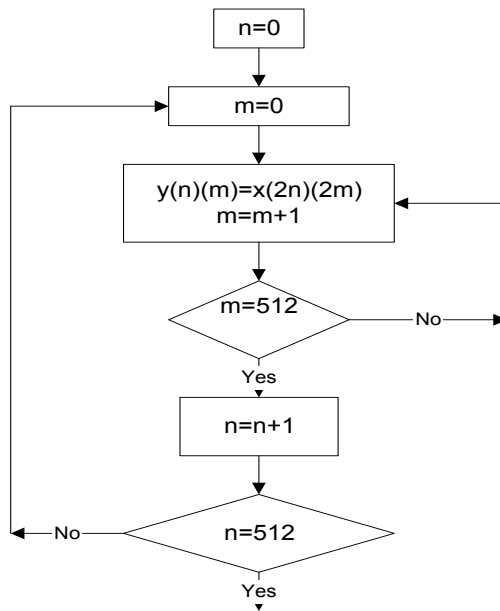 n=0
m=0
y(n)(m)=x(2n)(2m)
m=m+1
m=512
No
Yes
n=n+1
No
n=512
Yes